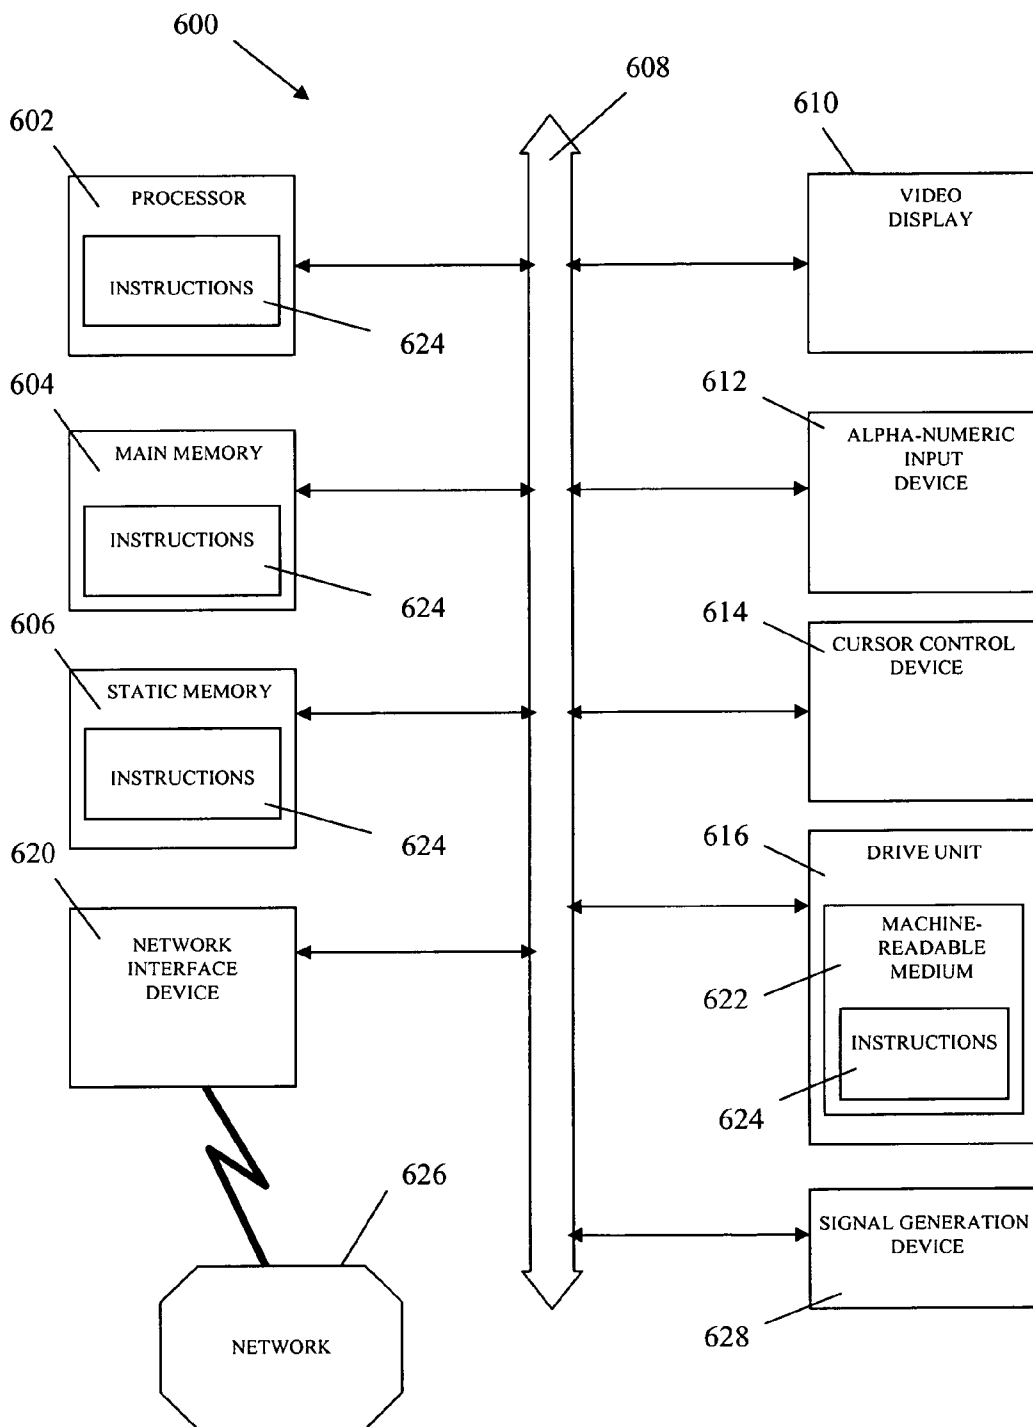 600
608
602
610
PROCESSOR
VIDEO
DISPLAY
INSTRUCTIONS
624
604
612
MAIN MEMORY
ALPHA-NUMERIC
INPUT
DEVICE
INSTRUCTIONS
624
606
614
STATIC MEMORY
CURSOR CONTROL
DEVICE
INSTRUCTIONS
624
620
616
DRIVE UNIT
NETWORK
INTERFACE
DEVICE
MACHINE-
READABLE
MEDIUM
622
INSTRUCTIONS
624
626
SIGNAL GENERATION
DEVICE
628
NETWORK